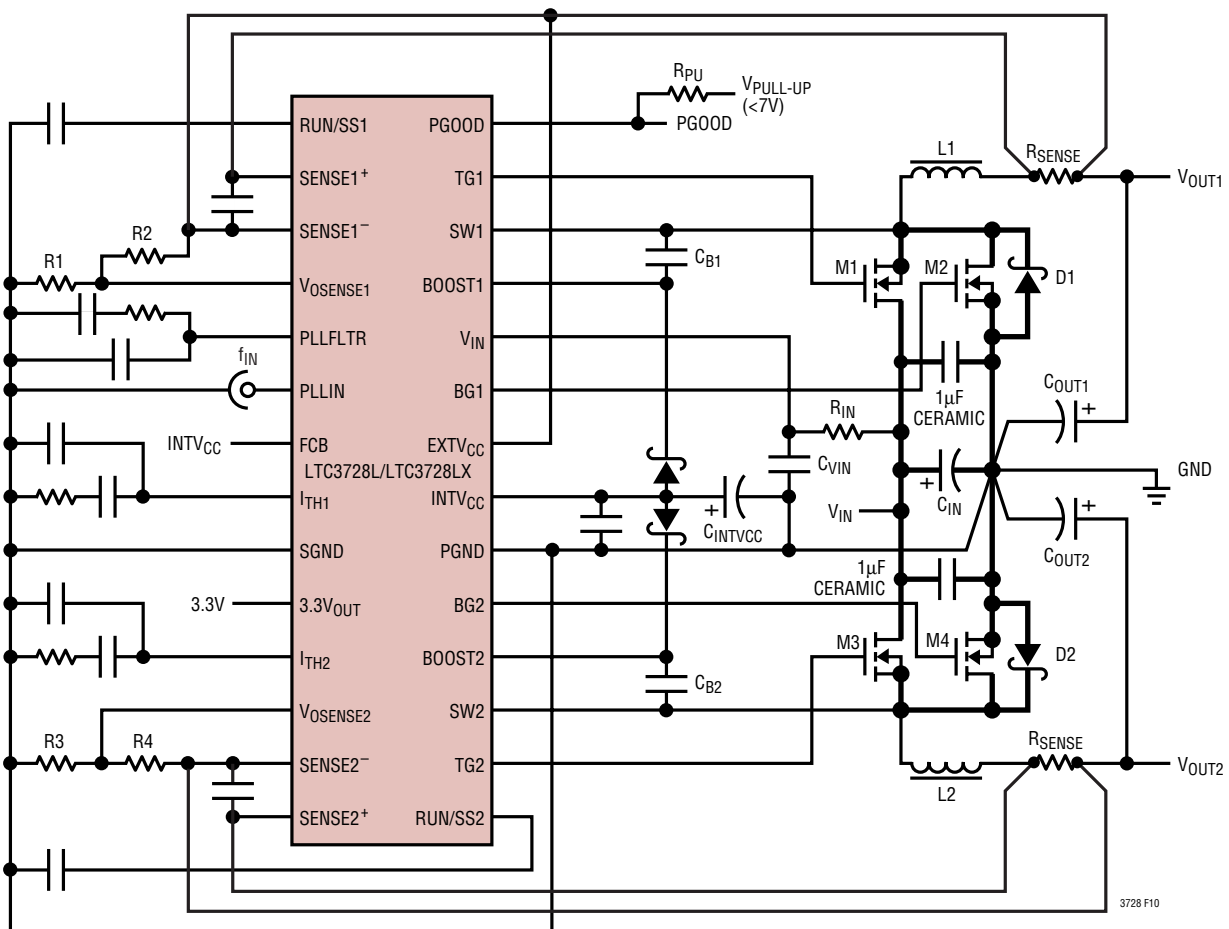 RPU
VPULL-UP
(<7V)
PGOOD
RUN/SS1
PGOOD
L1
RSENSE
VOUT1
SENSE1+
TG1
R2
SENSE1–
SW1
CB1
M1
M2
D1
R1
VOSENSE1
BOOST1
PLLFLTR
VIN
fIN
PLLIN
BG1
1µF
CERAMIC
COUT1
RIN
INTVCC
FCB
EXTVCC
LTC3728L/LTC3728LX
CVIN
GND
ITH1
INTVCC
CINTVCC
VIN
CIN
SGND
PGND
COUT2
1µF
CERAMIC
3.3V
3.3VOUT
BG2
M3
M4
D2
ITH2
BOOST2
CB2
VOSENSE2
SW2
R3
R4
SENSE2–
TG2
RSENSE
VOUT2
L2
SENSE2+
RUN/SS2
3728 F10